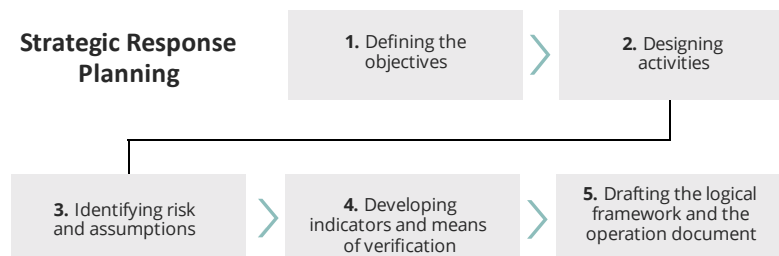 Strategic Response
Planning
1. Defining the
objectives
2. Designing
activities
3. Identifying risk
and assumptions
4. Developing
indicators and means
of verification
5. Drafting the logical
framework and the
operation document